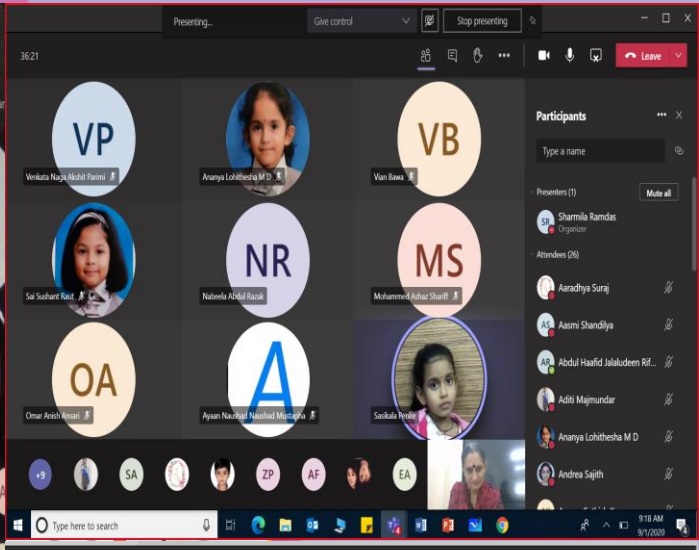 Presenting...
Give control
Stop presenting
36:21
Leave
VP
Venkata Naga Akshit Parimi
Ananya Lohithesha M D
VB
Vian Bawa
Sai Sushant Raut
NR
Nabeela Abdul Razak
MS
Mohammed Ashaz Shariff
OA
Omar Anish Ansari
A
Ayaan Naushad Naushad Mustapha
Sasikala Penke
+9
SA
ZP
AF
EA
Participants
Type a name
Presenters (1)
Mute all
SR
Sharmila Ramdas
Organizer
Attendees (26)
Aaradhya Suraj
AS
Aasmi Shandilya
AR
Abdul Haafid Jalaludeen Rif...
Aditi Majmundar
Ananya Lohithesha M D
Andrea Sajith
Type here to search
9:18 AM
9/1/2020